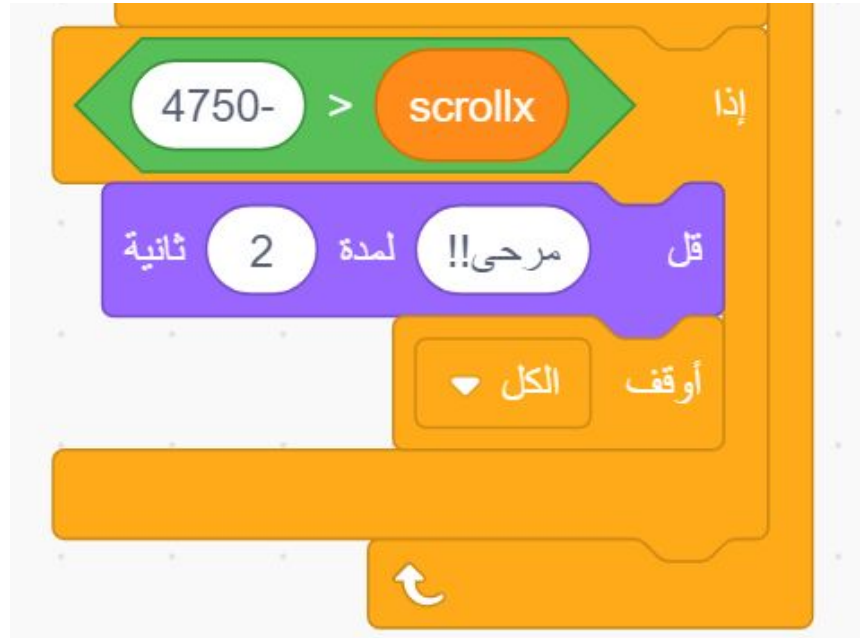 إذا scrollx < 4750-
قل مرحى!! لمدة 2 ثانية
أوقف الكل